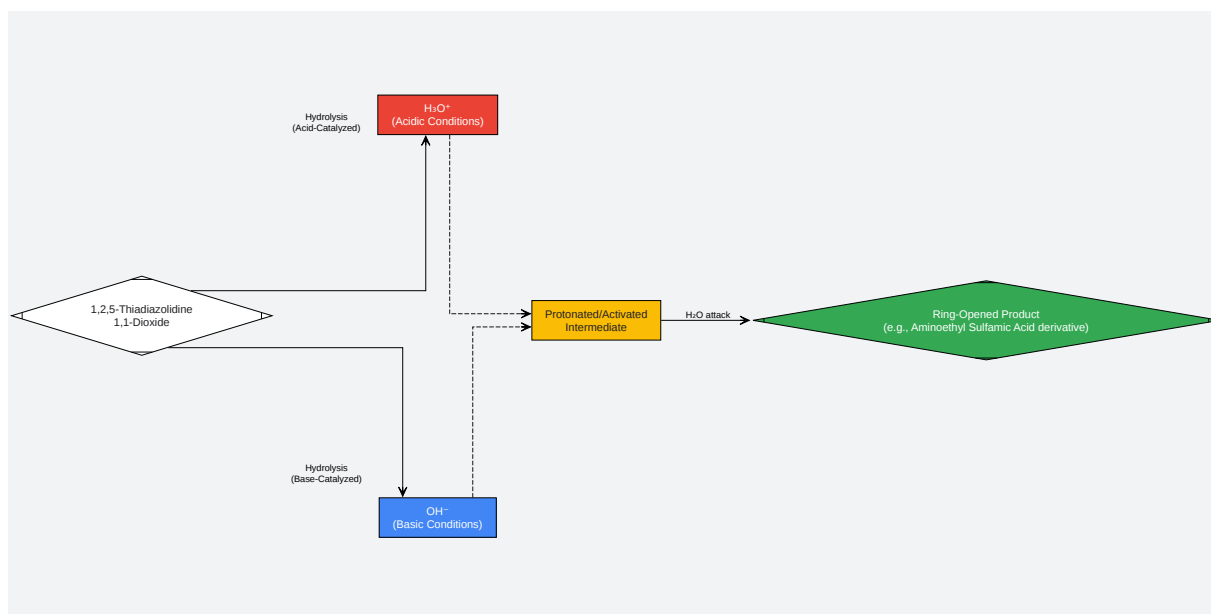 Hydrolysis
(Acid-Catalyzed)
H₃O⁺
(Acidic Conditions)
1,2,5-Thiadiazolidine
1,1-Dioxide
Protonated/Activated
Intermediate
H₂O attack
Ring-Opened Product
(e.g., Aminoethyl Sulfamic Acid derivative)
Hydrolysis
(Base-Catalyzed)
OH⁻
(Basic Conditions)